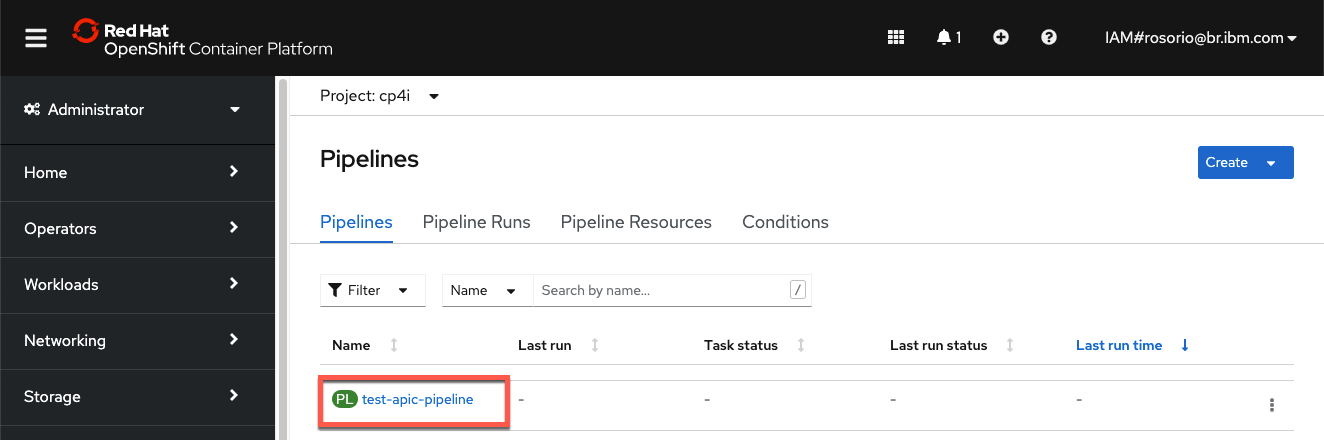 Red Hat
OpenShift Container Platform
1
IAM#rosorio@br.ibm.com
Administrator
Home
Operators
Workloads
Networking
Storage
Project: cp4i
Pipelines
Create
Pipelines Pipeline Runs Pipeline Resources Conditions
Filter Name Search by name... /
Name Last run Task status Last run status Last run time
PL test-apic-pipeline - - - -